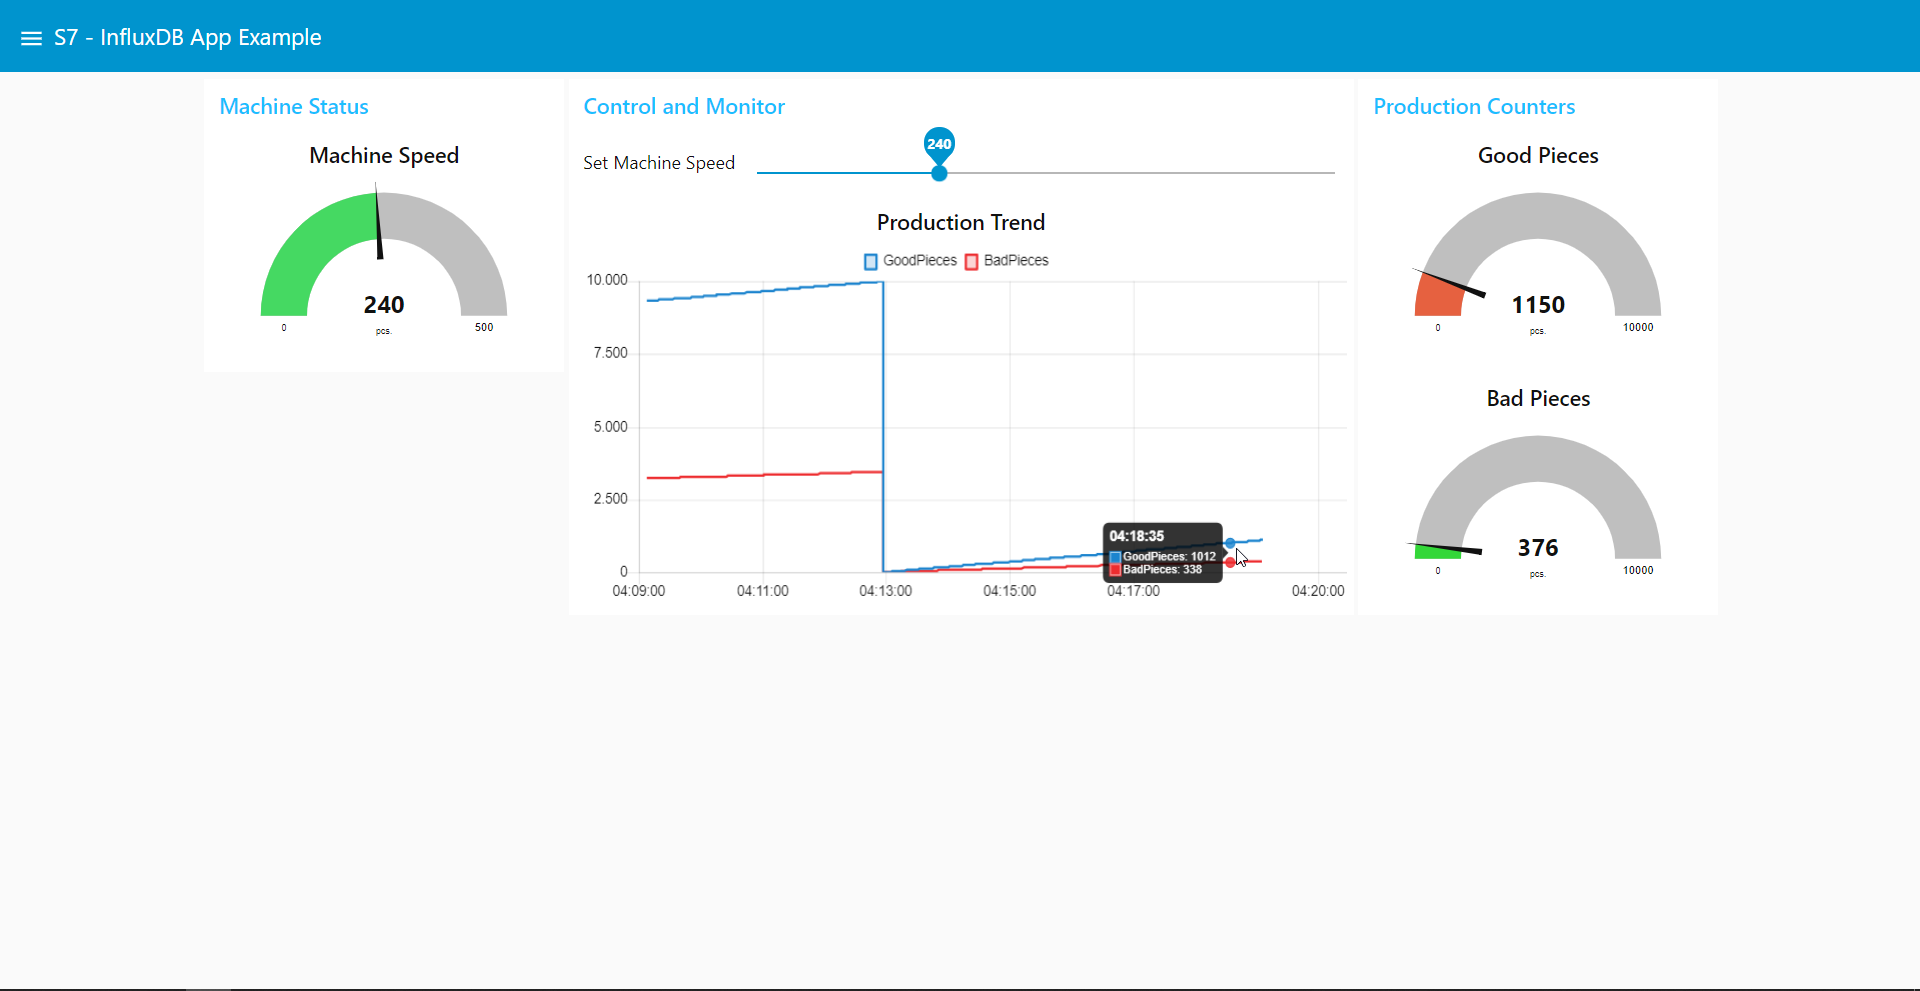 S7 - InfluxDB App Example
Machine Status
Machine Speed
240
0
pcs.
500
Control and Monitor
Set Machine Speed
240
Production Trend
GoodPieces
BadPieces
10.000
7.500
5.000
2.500
0
04:18:35
GoodPieces: 1012
BadPieces: 338
04:09:00
04:11:00
04:13:00
04:15:00
04:17:00
04:20:00
Production Counters
Good Pieces
1150
0
pcs.
10000
Bad Pieces
376
0
pcs.
10000